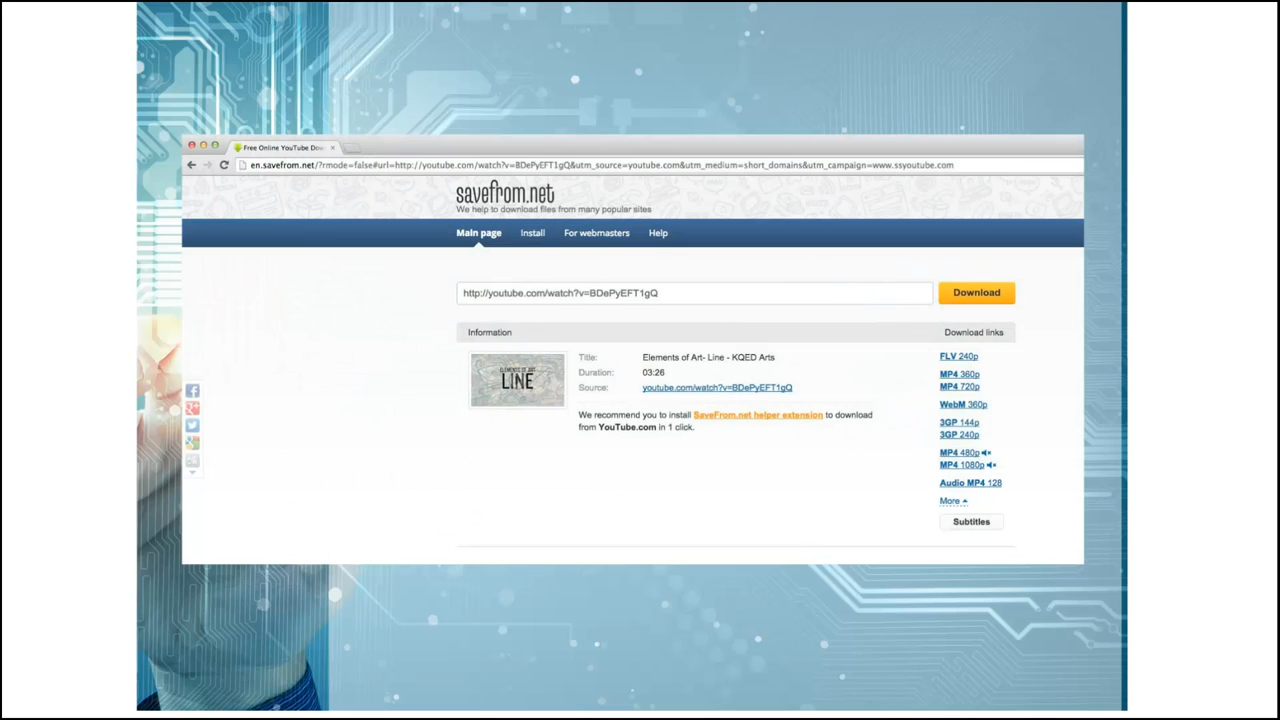 Free Online YouTube Dow
en.savefrom.net/?rmode=false#url=http://youtube.com/watch?v=BDePyEFT1gQ&utm_source=youtube.com&utm_medium=short_domains&utm_campaign=www.ssyoutube.com
savefrom.net
We help to download files from many popular sites
Main page Install For webmasters Help
http://youtube.com/watch?v=BDePyEFT1gQ Download
Information Download links
ELEMENTS OF ART
LINE
Title: Elements of Art- Line - KQED Arts
Duration: 03:26
Source: youtube.com/watch?v=BDePyEFT1gQ
We recommend you to install SaveFrom.net helper extension to download
from YouTube.com in 1 click.
FLV 240p
MP4 360p
MP4 720p
WebM 360p
3GP 144p
3GP 240p
MP4 480p
MP4 1080p
Audio MP4 128
More
Subtitles